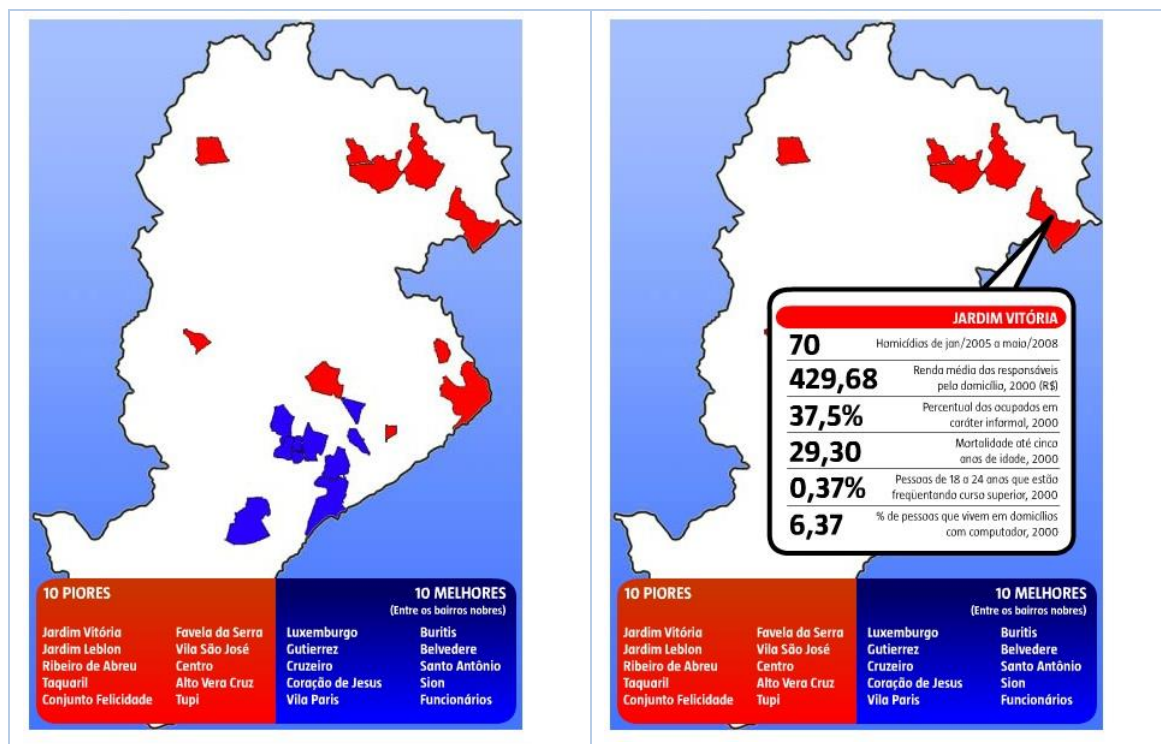 10 PIORES
Jardim Vitória
Jardim Leblon
Ribeiro de Abreu
Taquaril
Conjunto Felicidade
Favela da Serra
Vila São José
Centro
Alto Vera Cruz
Tupi
10 MELHORES
(Entre os bairros nobres)
Luxemburgo
Gutierrez
Cruzeiro
Coração de Jesus
Vila Paris
Buritis
Belvedere
Santo Antônio
Sion
Funcionários
JARDIM VITÓRIA
70 Homicídios de jan/2005 a maio/2008
429,68 Renda média dos responsáveis
pelo domicílio, 2000 (R$)
37,5% Percentual dos ocupados em
caráter informal, 2000
29,30 Mortalidade até cinco
anos de idade, 2000
0,37% Pessoas de 18 a 24 anos que estão
freqüentando curso superior, 2000
6,37 % de pessoas que vivem em domicílios
com computador, 2000
10 PIORES
Jardim Vitória
Jardim Leblon
Ribeiro de Abreu
Taquaril
Conjunto Felicidade
Favela da Serra
Vila São José
Centro
Alto Vera Cruz
Tupi
10 MELHORES
(Entre os bairros nobres)
Luxemburgo
Gutierrez
Cruzeiro
Coração de Jesus
Vila Paris
Buritis
Belvedere
Santo Antônio
Sion
Funcionários